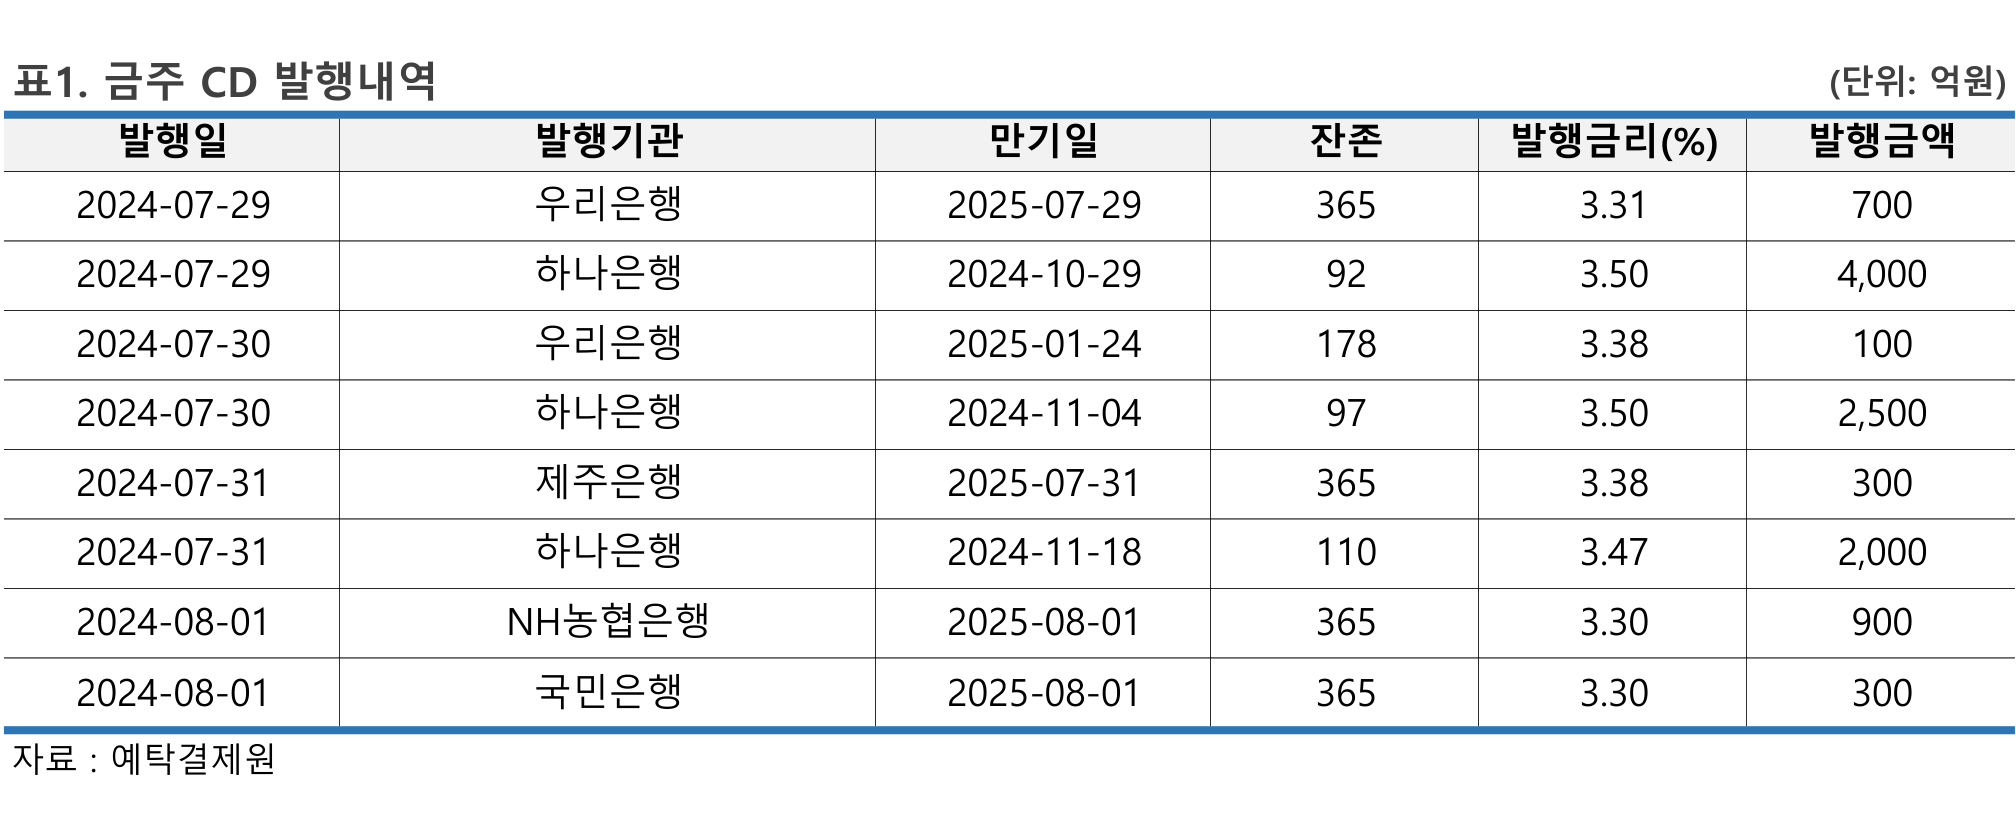 표1. 금주 CD 발행내역 (단위: 억원)
발행일 발행기관 만기일 잔존 발행금리(%) 발행금액
2024-07-29 우리은행 2025-07-29 365 3.31 700
2024-07-29 하나은행 2024-10-29 92 3.50 4,000
2024-07-30 우리은행 2025-01-24 178 3.38 100
2024-07-30 하나은행 2024-11-04 97 3.50 2,500
2024-07-31 제주은행 2025-07-31 365 3.38 300
2024-07-31 하나은행 2024-11-18 110 3.47 2,000
2024-08-01 NH농협은행 2025-08-01 365 3.30 900
2024-08-01 국민은행 2025-08-01 365 3.30 300
자료 : 예탁결제원